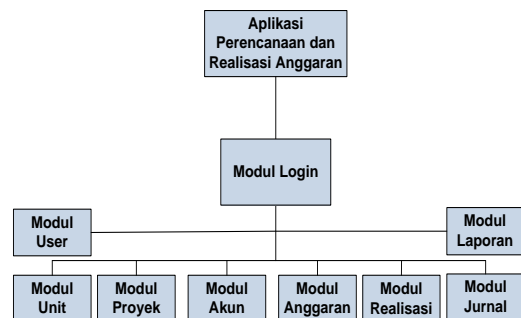 Aplikasi
Perencanaan dan
Realisasi Anggaran
Modul Login
Modul
User
Modul
Laporan
Modul
Unit
Modul
Proyek
Modul
Akun
Modul
Anggaran
Modul
Realisasi
Modul
Jurnal